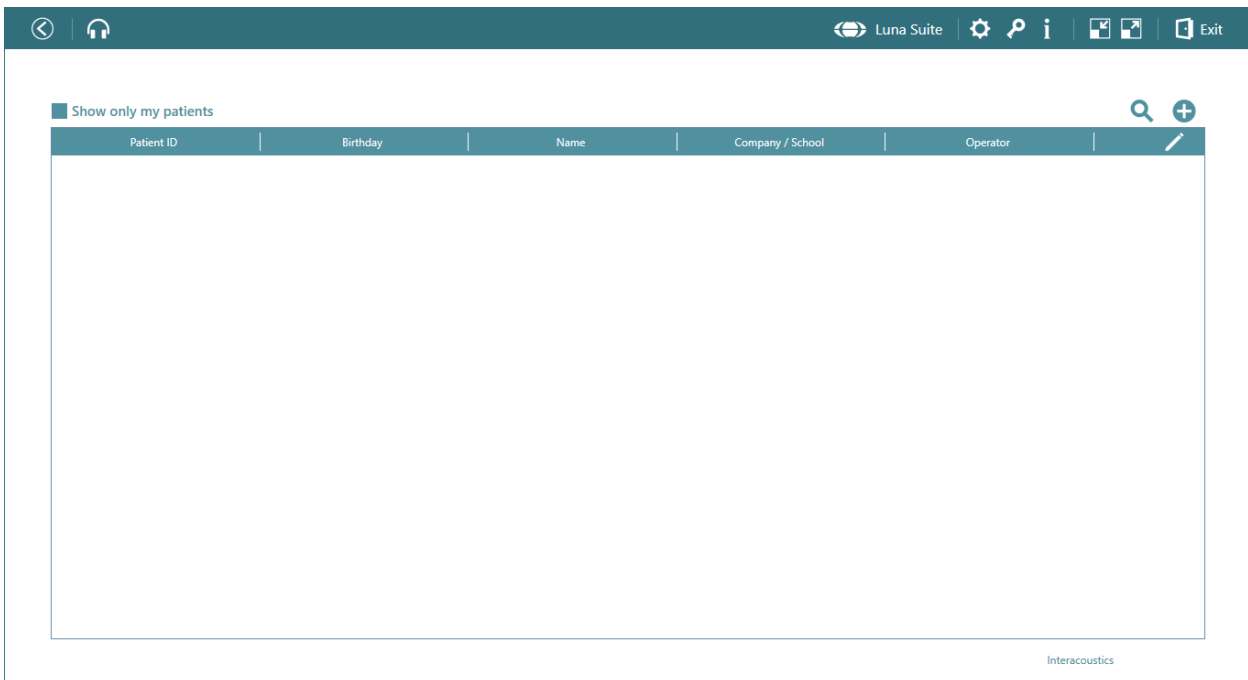 Luna Suite Exit
Show only my patients
Patient ID Birthday Name Company / School Operator
Interacoustics